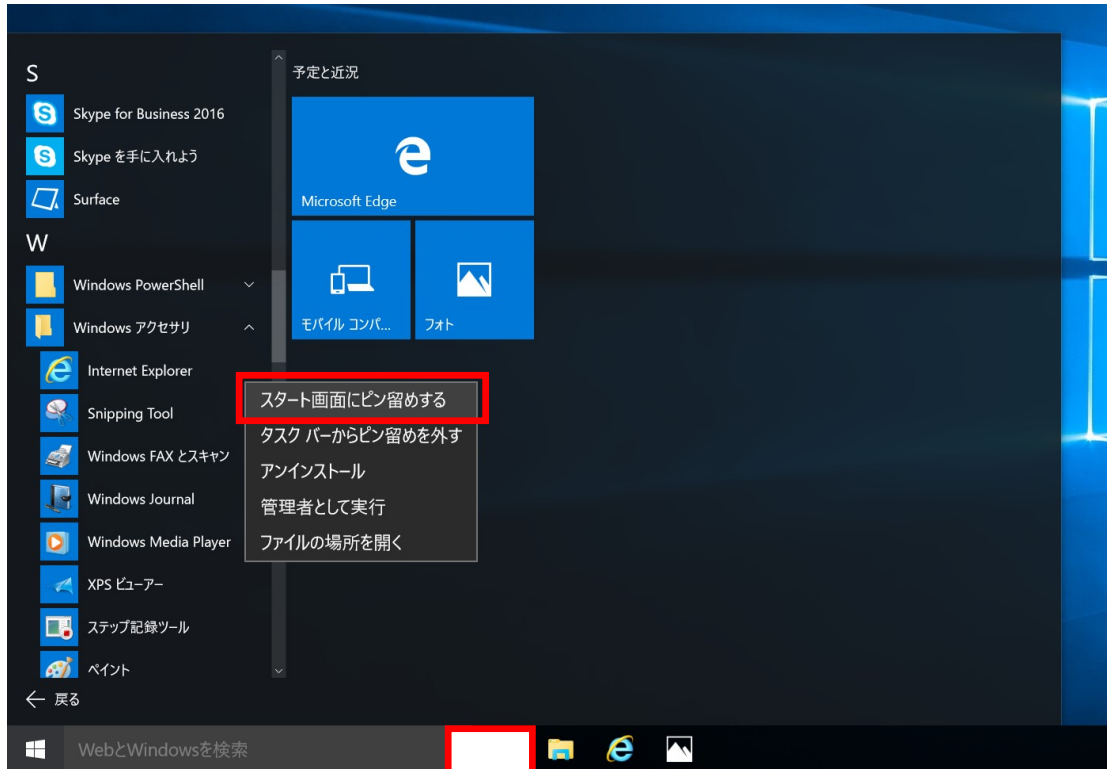 S
Skype for Business 2016
Skype を手に入れよう
Surface
W
Windows PowerShell
Windows アクセサリ
Internet Explorer
Snipping Tool
Windows FAX とスキャン
Windows Journal
Windows Media Player
XPS ビューアー
ステップ記録ツール
ペイント
戻る
予定と近況
Microsoft Edge
モバイル コンパ...
フォト
スタート画面にピン留めする
タスク バーからピン留めを外す
アンインストール
管理者として実行
ファイルの場所を開く
WebとWindowsを検索